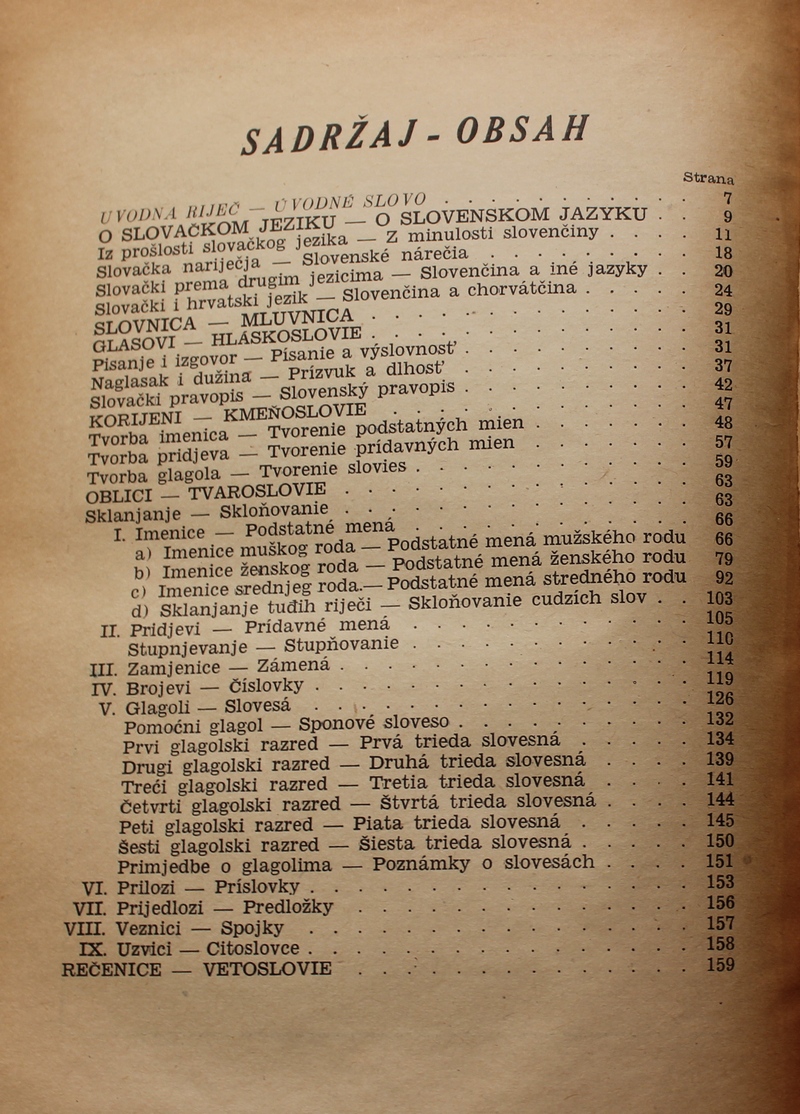 SADRŽAJ - OBSAH
Strana
UVODNA RIJEČ — ÚVODNÉ SLOVO . . . . . . . . . . 7
O SLOVAČKOM JEZIKU — O SLOVENSKOM JAZYKU . . 9
Iz prošlosti slovačkog jezika — Z minulosti slovenčiny . . . . 11
Slovačka narječja — Slovenské nárečia . . . . . . . . 18
Slovački prema drugim jezicima — Slovenčina a iné jazyky . . 20
Slovački i hrvatski jezik — Slovenčina a chorvátčina . . . . 24
SLOVNICA — MLUVNICA . . . . . . . . . . . . 29
GLASOVI — HLÁSKOSLOVIE . . . . . . . . . . . 31
Pisanje i izgovor — Písanie a výslovnosť . . . . . . . . 31
Naglasak i dužina — Prízvuk a dlhosť . . . . . . . . . 37
Slovački pravopis — Slovenský pravopis . . . . . . . . 42
KORIJENI — KMEŇOSLOVIE . . . . . . . . . . . 47
Tvorba imenica — Tvorenie podstatných mien . . . . . . 48
Tvorba pridjeva — Tvorenie prídavných mien . . . . . . 57
Tvorba glagola — Tvorenie slovies . . . . . . . . . . 59
OBLICI — TVAROSLOVIE . . . . . . . . . . . . 63
Sklanjanje — Skloňovanie . . . . . . . . . . . . 63
I. Imenice — Podstatné mená . . . . . . . . . . 66
a) Imenice muškog roda — Podstatné mená mužského rodu 66
b) Imenice ženskog roda — Podstatné mená ženského rodu 79
c) Imenice srednjeg roda.— Podstatné mená stredného rodu 92
d) Sklanjanje tuđih riječi — Skloňovanie cudzích slov . . 103
II. Pridjevi — Prídavné mená . . . . . . . . . . 105
Stupnjevanje — Stupňovanie . . . . . . . . . . 110
III. Zamjenice — Zámená . . . . . . . . . . . . 114
IV. Brojevi — Číslovky . . . . . . . . . . . . . 119
V. Glagoli — Slovesá . . . . . . . . . . . . . 126
Pomoćni glagol — Sponové sloveso . . . . . . . . 132
Prvi glagolski razred — Prvá trieda slovesná . . . . . 134
Drugi glagolski razred — Druhá trieda slovesná . . . . 139
Treći glagolski razred — Tretia trieda slovesná . . . . 141
Četvrti glagolski razred — Štvrtá trieda slovesná . . . . 144
Peti glagolski razred — Piata trieda slovesná . . . . . 145
Šesti glagolski razred — Šiesta trieda slovesná . . . . . 150
Primjedbe o glagolima — Poznámky o slovesách . . . . 151
VI. Prilozi — Príslovky . . . . . . . . . . . . . 153
VII. Prijedlozi — Predložky . . . . . . . . . . . . 156
VIII. Veznici — Spojky . . . . . . . . . . . . . 157
IX. Uzvici — Citoslovce . . . . . . . . . . . . . 158
REČENICE — VETOSLOVIE . . . . . . . . . . . . 159